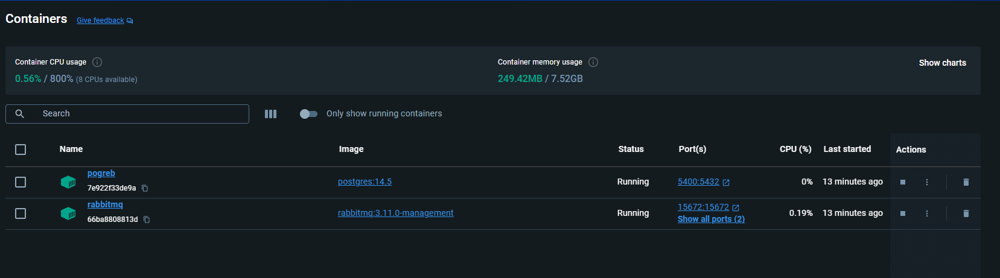 Containers Give feedback
Container CPU usage
0.56% / 800% (8 CPUs available)
Container memory usage
249.42MB / 7.52GB
Show charts
Search
Only show running containers
Name Image Status Port(s) CPU (%) Last started Actions
pogreb
7e922f33de9a
postgres:14.5 Running 5400:5432 0% 13 minutes ago
rabbitmq
66ba8808813d
rabbitmq:3.11.0-management Running 15672:15672
Show all ports (2)
0.19% 13 minutes ago